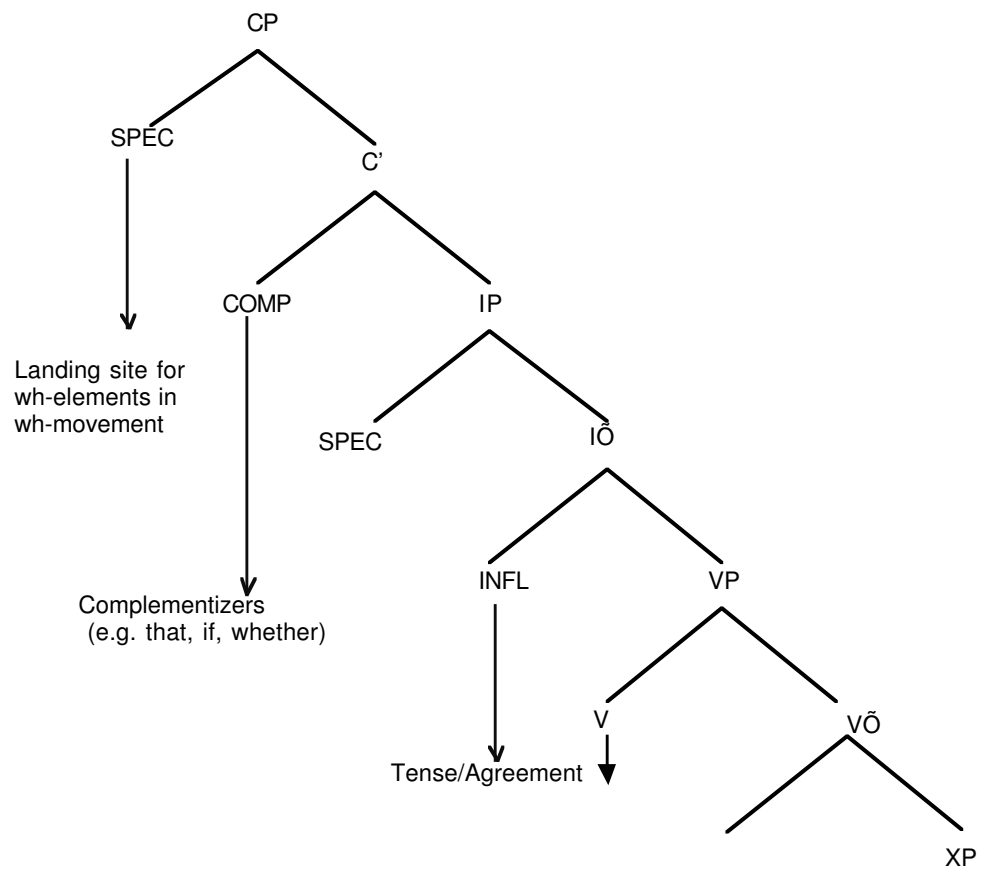 CP
SPEC
C’
COMP
IP
Landing site for
wh-elements in
wh-movement
SPEC
IÕ
INFL
VP
Complementizers
(e.g. that, if, whether)
V
VÕ
Tense/Agreement
XP